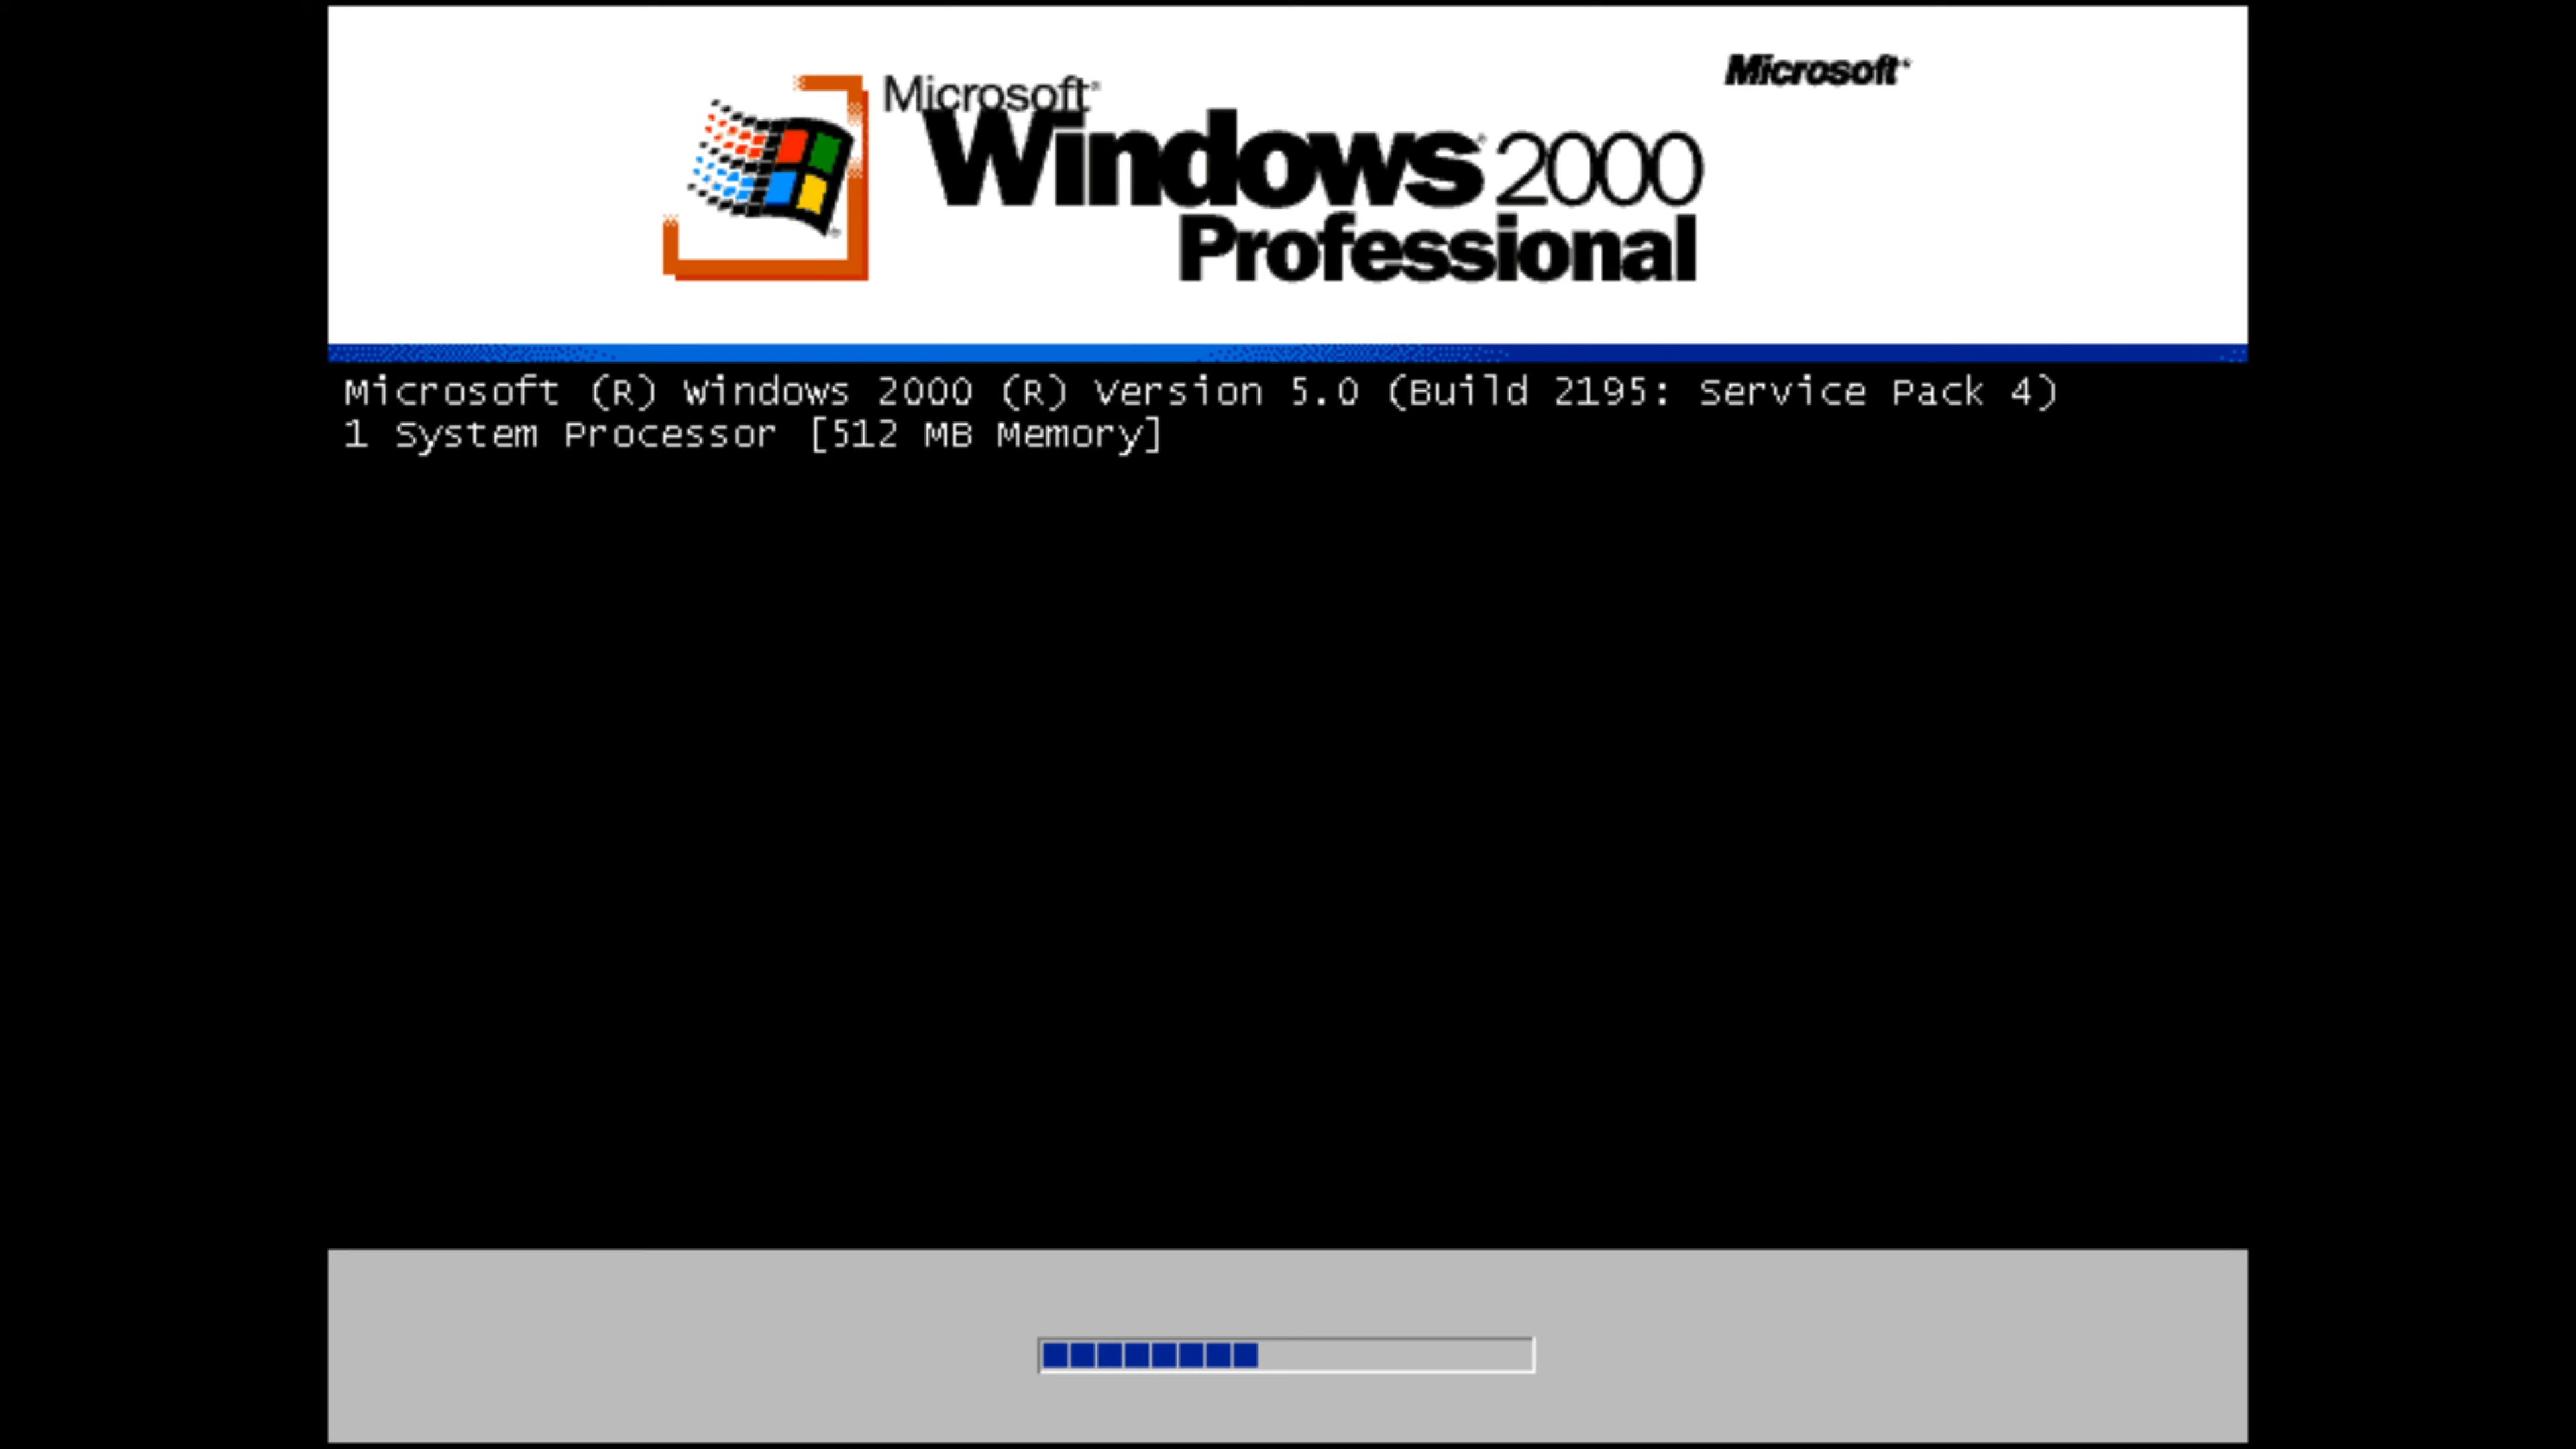 Microsoft®
Microsoft®
Windows® 2000
Professional
Microsoft (R) Windows 2000 (R) Version 5.0 (Build 2195: Service Pack 4)
1 System Processor [512 MB Memory]